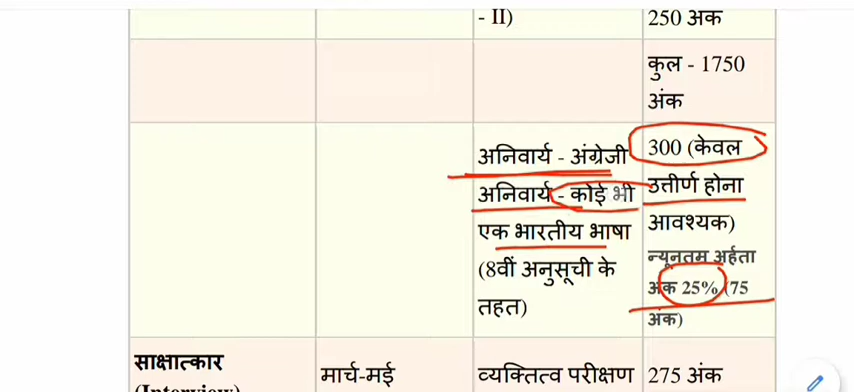 - II)
250 अंक
कुल - 1750
अंक
अनिवार्य - अंग्रेजी
अनिवार्य - कोई भी
एक भारतीय भाषा
(8वीं अनुसूची के
तहत)
300 (केवल
उत्तीर्ण होना
आवश्यक)
न्यूनतम अर्हता
अंक 25% (75
अंक)
साक्षात्कार
(Interview)
मार्च-मई
व्यक्तित्व परीक्षण
275 अंक